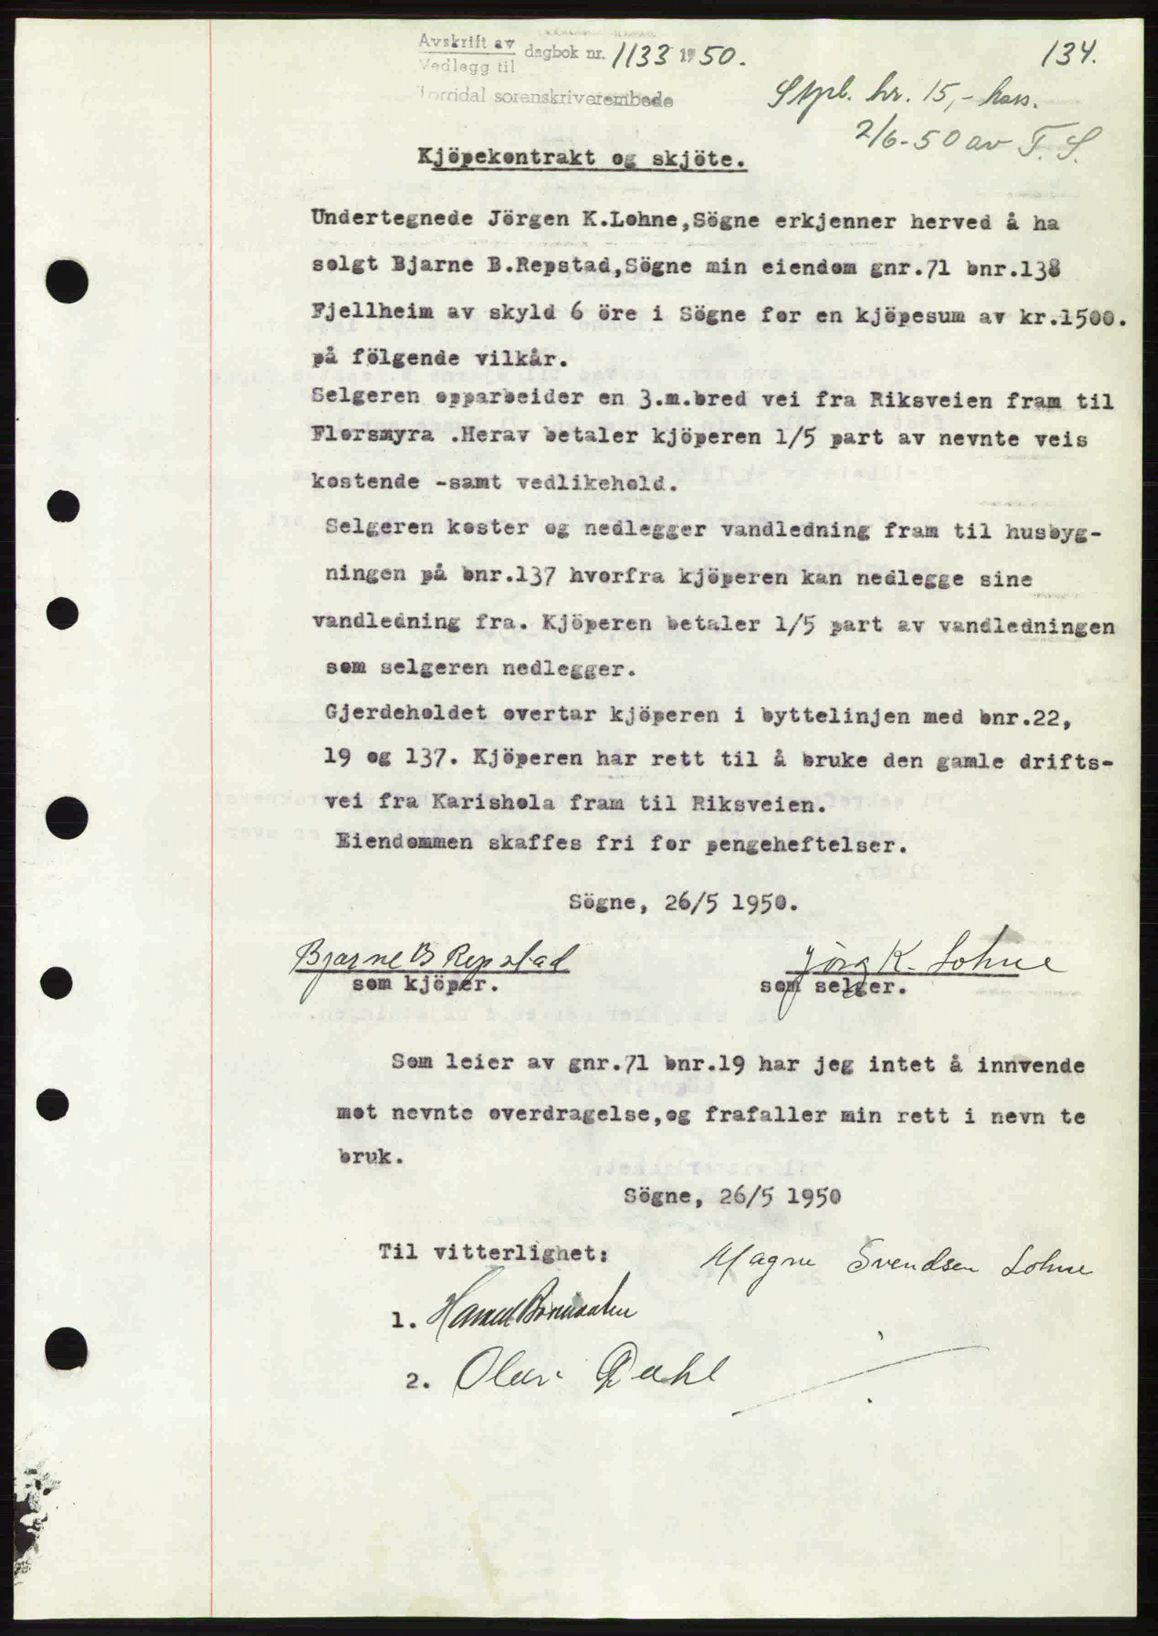 Avskrift av
Vedlegg til
dagbok nr. 1133 1950.
134.
Torridal sorenskriverembede
Stpl. kr. 15,- kass.
2/6-50 av T. S.
Kjöpekontrakt og skjöte.
Undertegnede Jörgen K.Lohne,Sögne erkjenner herved å ha
solgt Bjarne B.Repstad,Sögne min eiendom gnr.71 bnr.138
Fjellheim av skyld 6 öre i Sögne for en kjöpesum av kr.1500.
på fölgende vilkår.
Selgeren opparbeider en 3.m.bred vei fra Riksveien fram til
Florsmyra .Herav betaler kjöperen 1/5 part av nevnte veis
kostende -samt vedlikehold.
Selgeren koster og nedlegger vandledning fram til husbyg-
ningen på bnr.137 hvorfra kjöperen kan nedlegge sine
vandledning fra. Kjöperen betaler 1/5 part av vandledningen
som selgeren nedlegger.
Gjerdeholdet overtar kjöperen i byttelinjen med bnr.22,
19 og 137. Kjöperen har rett til å bruke den gamle drifts-
vei fra Karishola fram til Riksveien.
Eiendommen skaffes fri for pengeheftelser.
Sögne, 26/5 1950.
Bjarne B Repstad
Jörg K. Lohne
som kjöper.
som selger.
Som leier av gnr.71 bnr.19 har jeg intet å innvende
mot nevnte overdragelse,og frafaller min rett i nevn te
bruk.
Sögne, 26/5 1950
Til vitterlighet:
Magne Svendsen Lohne
1.
2. Olav Dahl